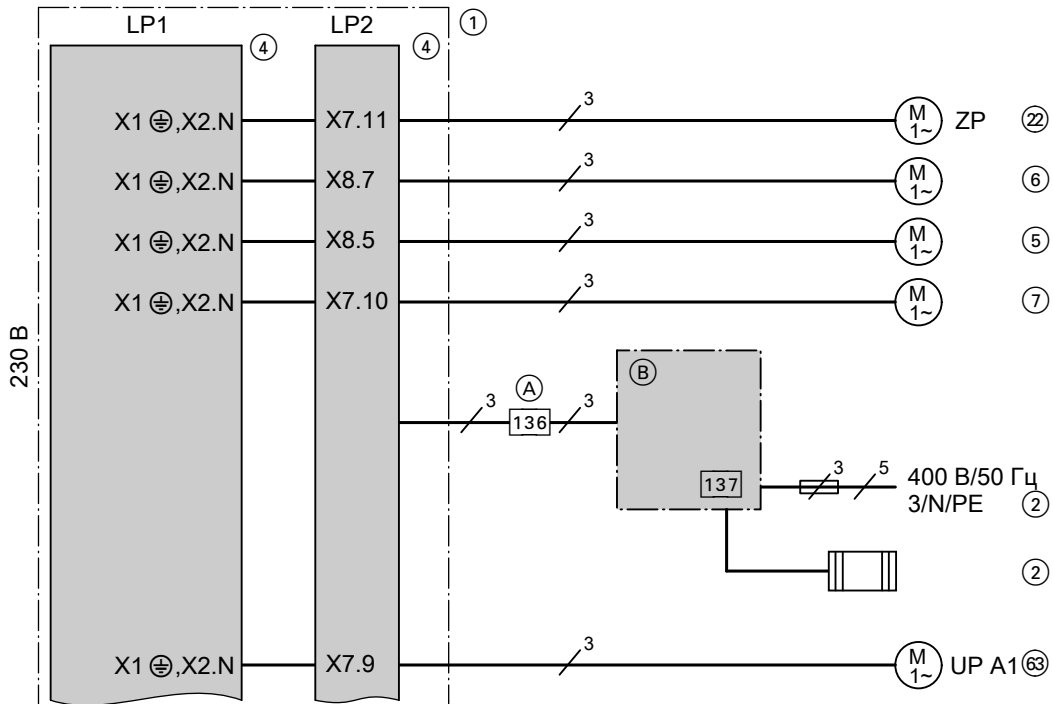 LP1 LP2 ①
④ ④
X1 ⏚,X2.N X7.11 3 M 1~ ZP ㉒
X1 ⏚,X2.N X8.7 3 M 1~ ⑥
X1 ⏚,X2.N X8.5 3 M 1~ ⑤
X1 ⏚,X2.N X7.10 3 M 1~ ⑦
230 В
3 Ⓐ 136 3 Ⓑ
137 3 5 400 В/50 Гц
3/N/PE ②
②
X1 ⏚,X2.N X7.9 3 M 1~ UP A1 63